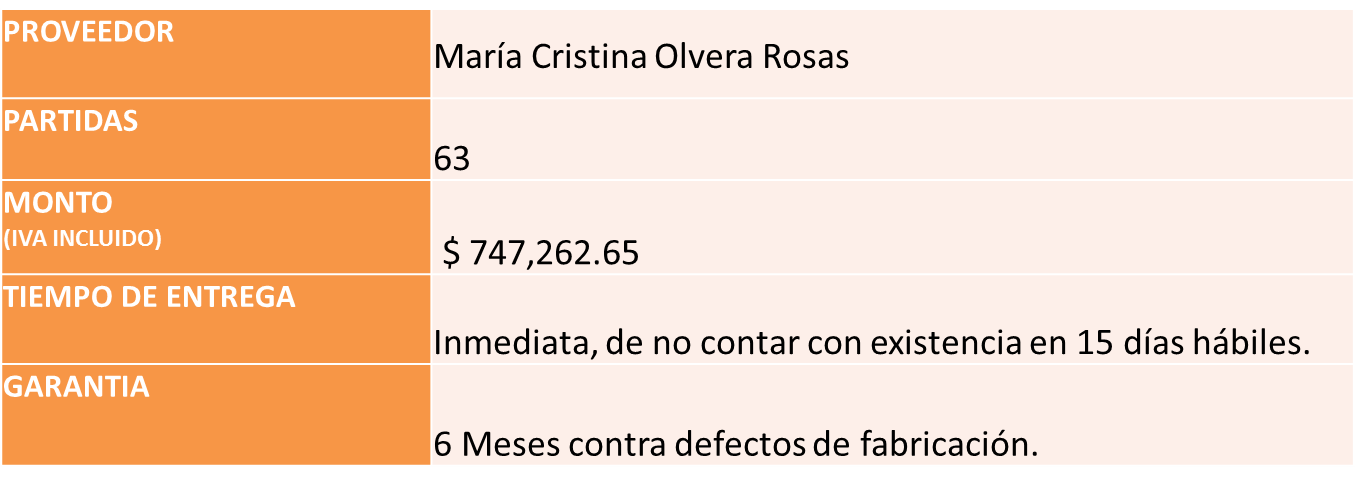 PROVEEDOR
María Cristina Olvera Rosas
PARTIDAS
63
MONTO
(IVA INCLUIDO)
$ 747,262.65
TIEMPO DE ENTREGA
Inmediata, de no contar con existencia en 15 días hábiles.
GARANTIA
6 Meses contra defectos de fabricación.